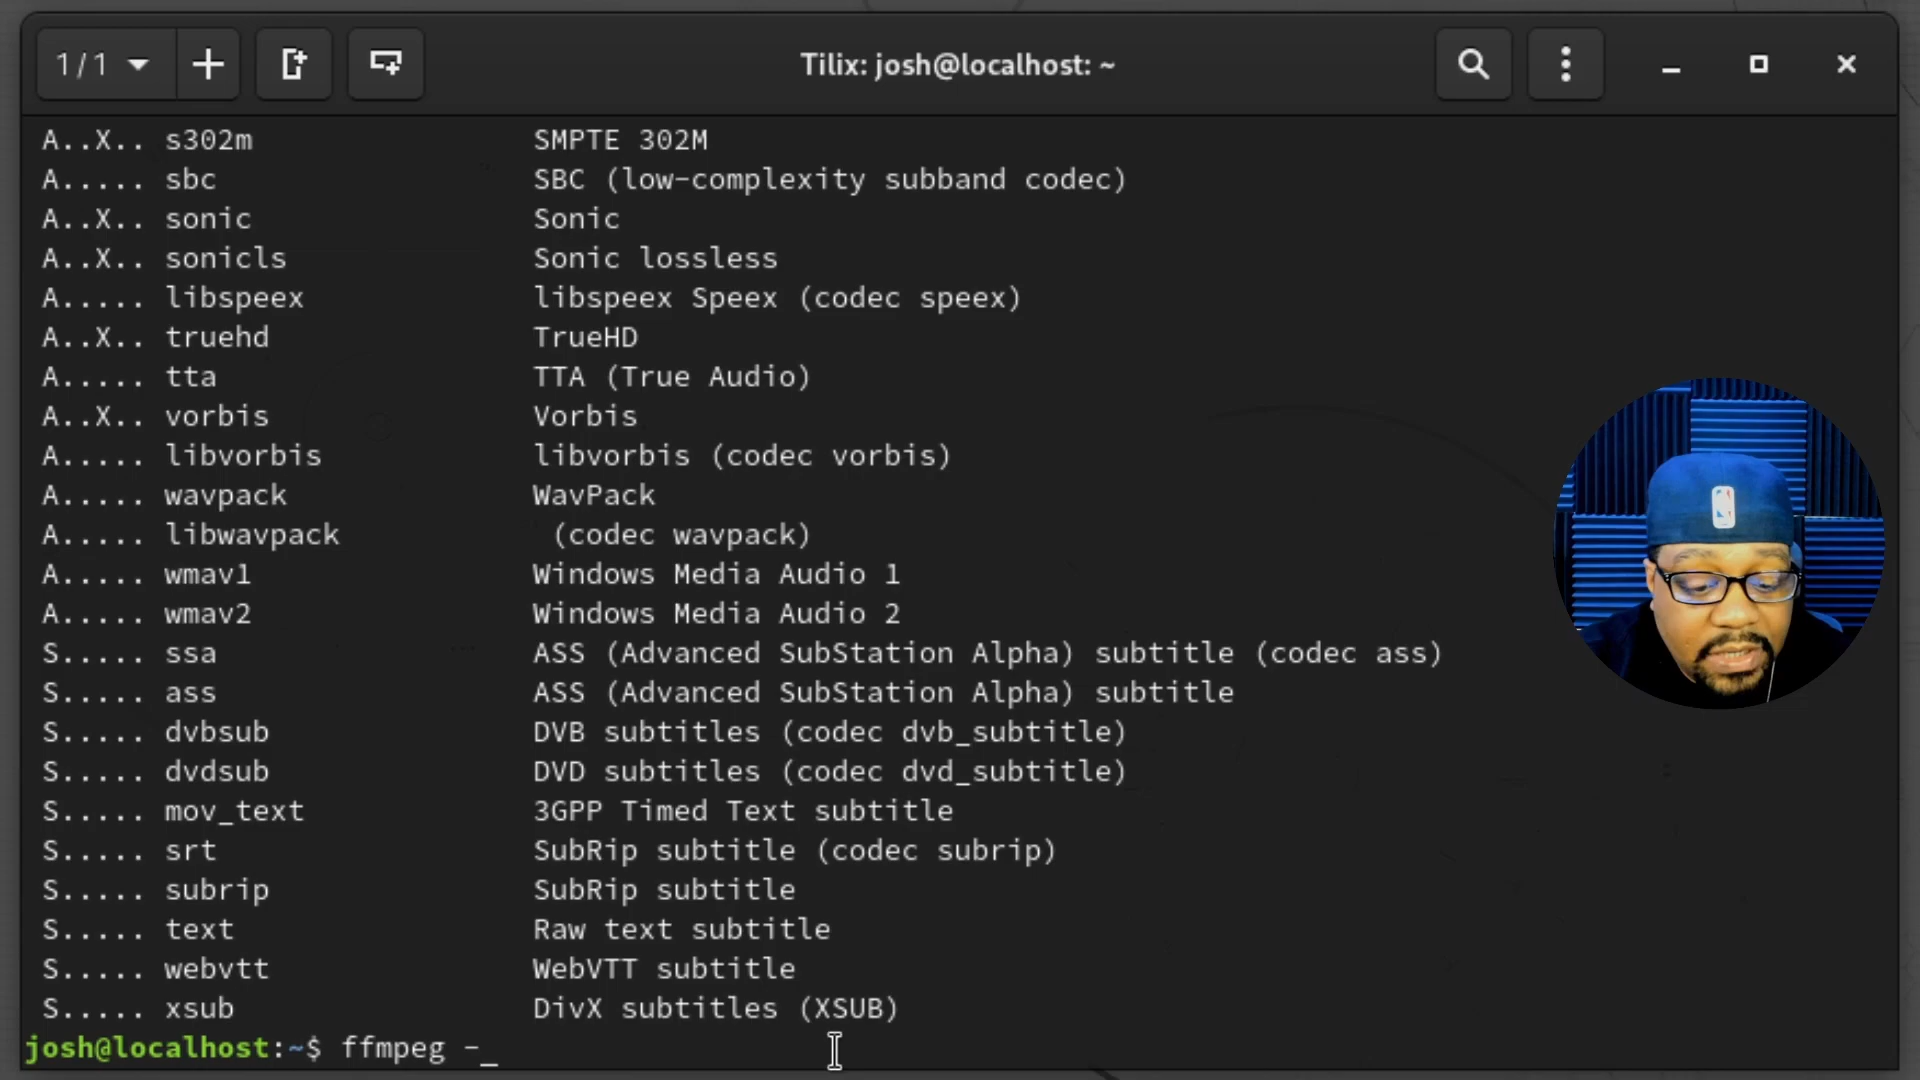 1/1
Tilix: josh@localhost: ~
A..X.. s302m SMPTE 302M
A..... sbc SBC (low-complexity subband codec)
A..X.. sonic Sonic
A..X.. sonicls Sonic lossless
A..... libspeex libspeex Speex (codec speex)
A..X.. truehd TrueHD
A..... tta TTA (True Audio)
A..X.. vorbis Vorbis
A..... libvorbis libvorbis (codec vorbis)
A..... wavpack WavPack
A..... libwavpack (codec wavpack)
A..... wmav1 Windows Media Audio 1
A..... wmav2 Windows Media Audio 2
S..... ssa ASS (Advanced SubStation Alpha) subtitle (codec ass)
S..... ass ASS (Advanced SubStation Alpha) subtitle
S..... dvbsub DVB subtitles (codec dvb_subtitle)
S..... dvdsub DVD subtitles (codec dvd_subtitle)
S..... mov_text 3GPP Timed Text subtitle
S..... srt SubRip subtitle (codec subrip)
S..... subrip SubRip subtitle
S..... text Raw text subtitle
S..... webvtt WebVTT subtitle
S..... xsub DivX subtitles (XSUB)
josh@localhost:~$ ffmpeg -_